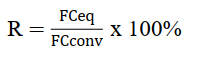 R = FCeq / FCconv x 100%